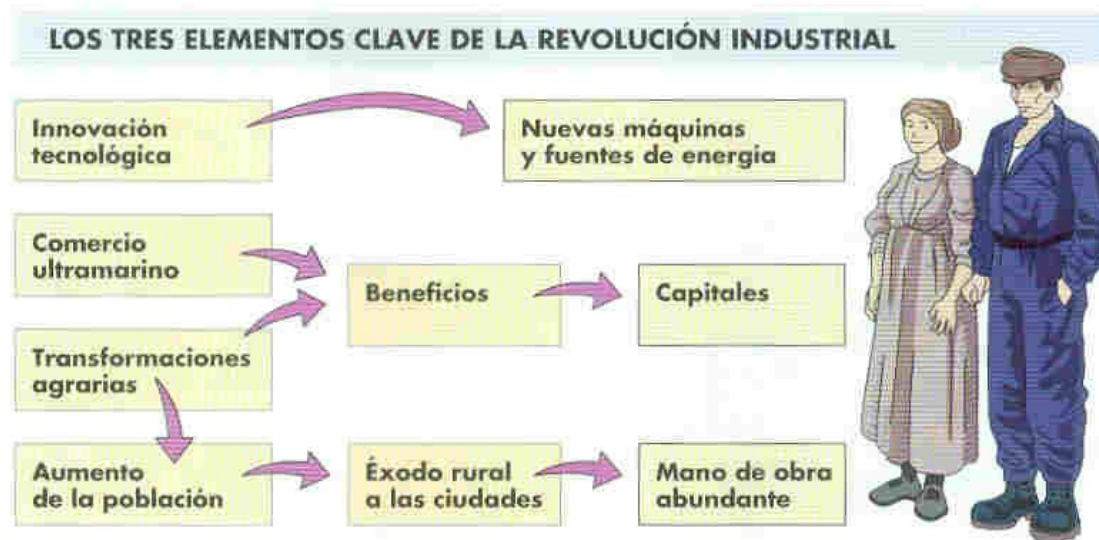 LOS TRES ELEMENTOS CLAVE DE LA REVOLUCIÓN INDUSTRIAL
Innovación
tecnológica
Nuevas máquinas
y fuentes de energía
Comercio
ultramarino
Beneficios
Capitales
Transformaciones
agrarias
Aumento
de la población
Éxodo rural
a las ciudades
Mano de obra
abundante